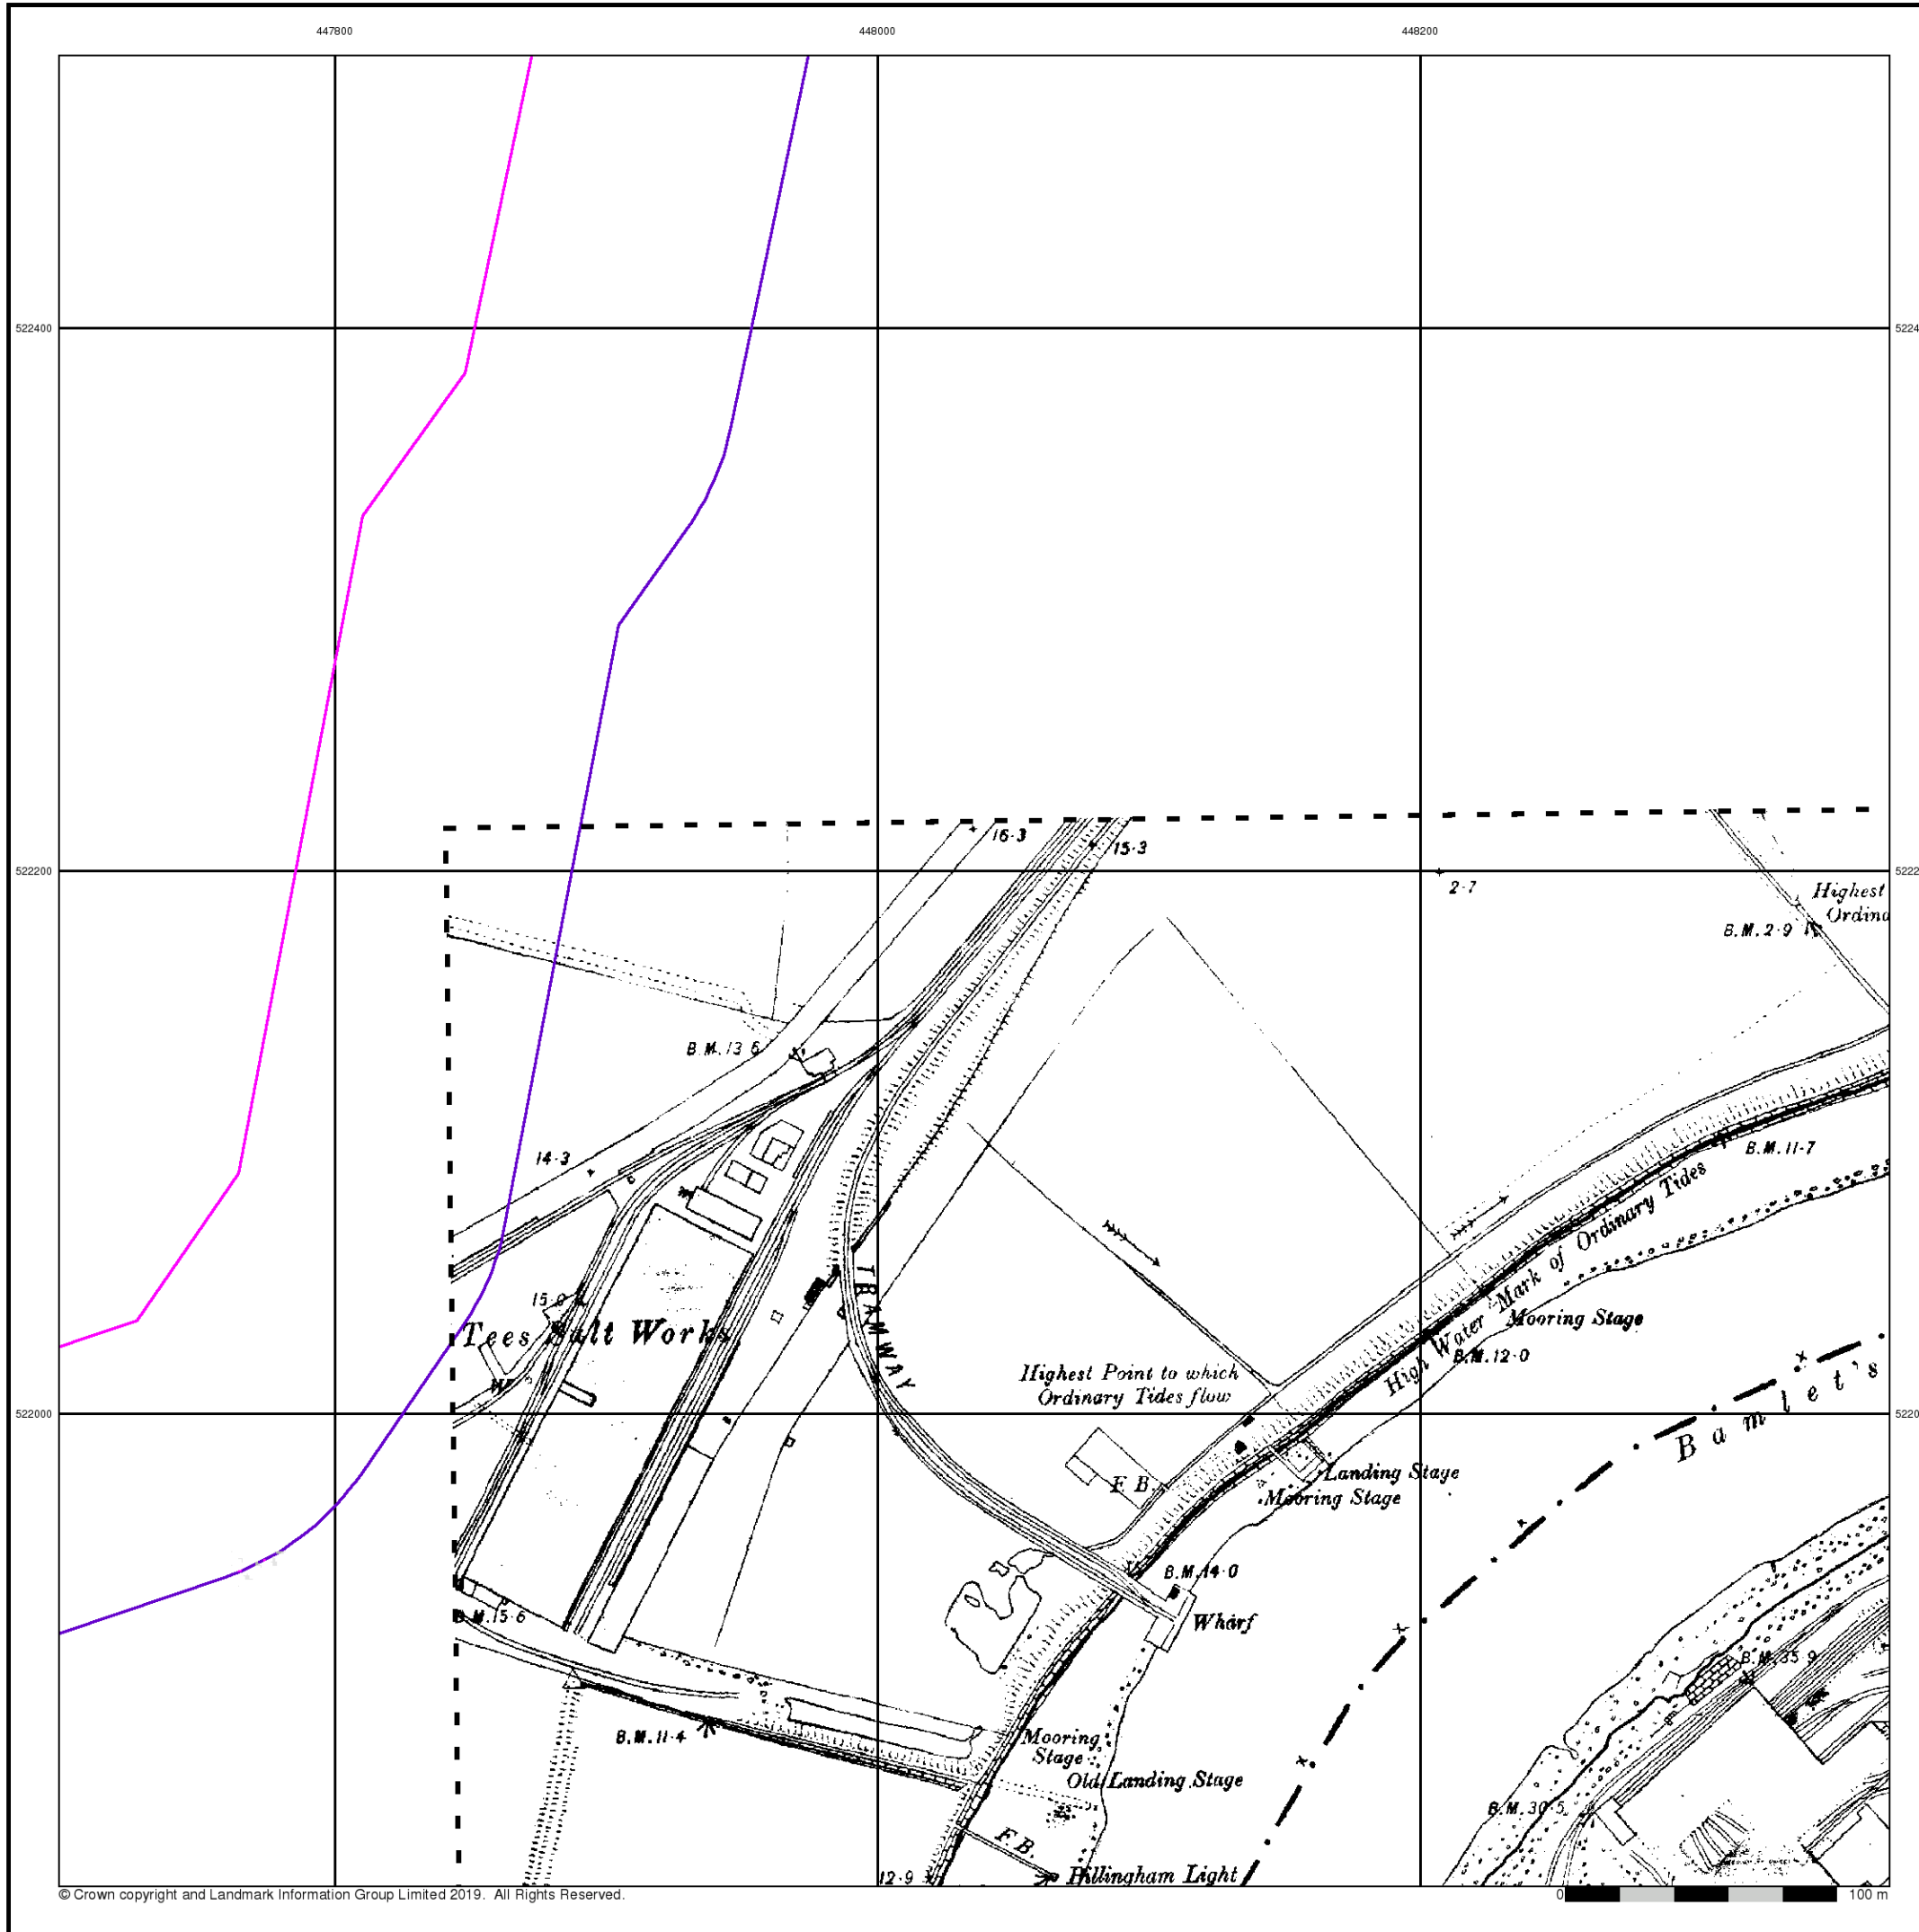 447800 448000 448200
522400 5224
16·3
15·3
522200 5222
2·7
Highest
Ordina
B.M. 2·9
B.M. 13·6
14·3
B.M. 11·7
High Water Mark of Ordinary Tides
15·0
TRAMWAY
Tees Salt Works
Mooring Stage
B.M. 12·0
Highest Point to which
Ordinary Tides flow
Bamlet's
522000 5220
W
Landing Stage
F. B.
Mooring Stage
B.M. 14·0
B.M. 15·6
Wharf
B.M. 35·9
B.M. 11·4
Mooring
Stage
Old Landing Stage
B.M. 30·5
F. B.
12·9
Billingham Light
© Crown copyright and Landmark Information Group Limited 2019. All Rights Reserved.
0 100 m